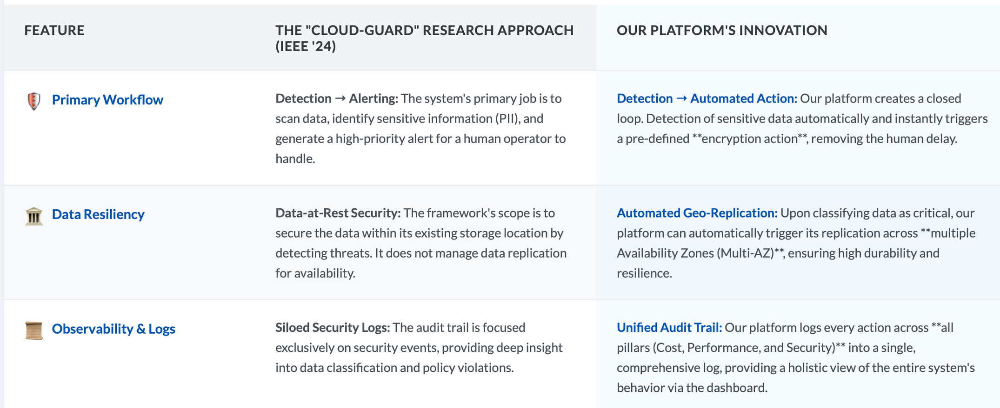 FEATURE
THE "CLOUD-GUARD" RESEARCH APPROACH
(IEEE '24)
OUR PLATFORM'S INNOVATION
Primary Workflow
Detection → Alerting: The system's primary job is to
scan data, identify sensitive information (PII), and
generate a high-priority alert for a human operator to
handle.
Detection → Automated Action: Our platform creates a closed
loop. Detection of sensitive data automatically and instantly triggers
a pre-defined **encryption action**, removing the human delay.
Data Resiliency
Data-at-Rest Security: The framework's scope is to
secure the data within its existing storage location by
detecting threats. It does not manage data replication
for availability.
Automated Geo-Replication: Upon classifying data as critical, our
platform can automatically trigger its replication across **multiple
Availability Zones (Multi-AZ)**, ensuring high durability and
resilience.
Observability & Logs
Siloed Security Logs: The audit trail is focused
exclusively on security events, providing deep insight
into data classification and policy violations.
Unified Audit Trail: Our platform logs every action across **all
pillars (Cost, Performance, and Security)** into a single,
comprehensive log, providing a holistic view of the entire system's
behavior via the dashboard.